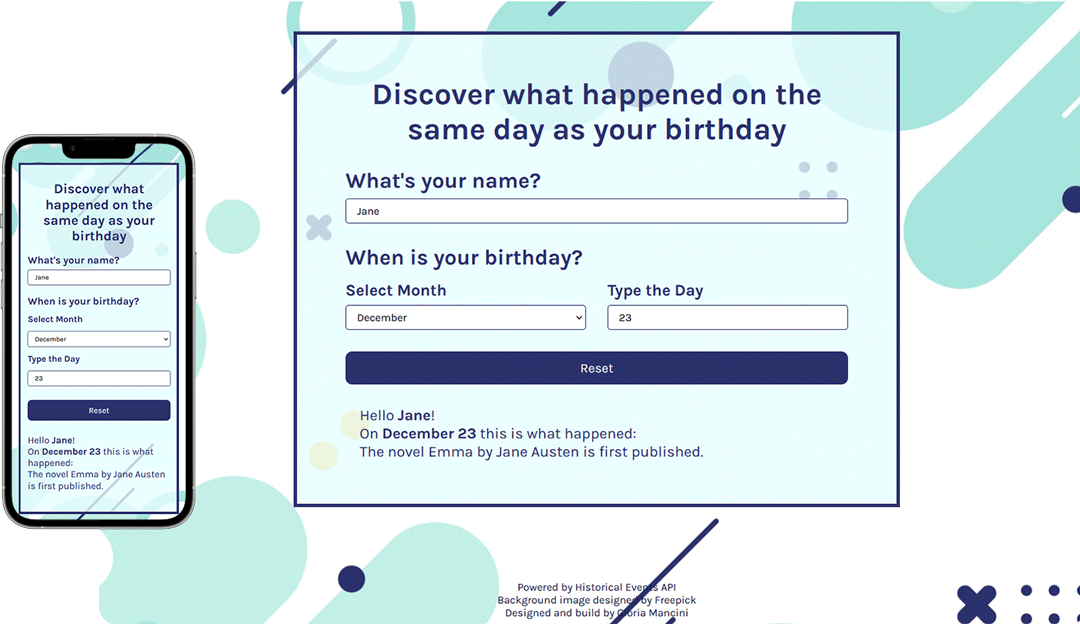 Discover what happened on the
same day as your birthday
What's your name?
Jane
When is your birthday?
Select Month
Type the Day
December
23
Reset
Hello Jane!
On December 23 this is what happened:
The novel Emma by Jane Austen is first published.
Powered by Historical Events API
Background image designed by Freepick
Designed and build by Gloria Mancini
Discover what
happened on the
same day as your
birthday
What's your name?
Jane
When is your birthday?
Select Month
December
Type the Day
23
Reset
Hello Jane!
On December 23 this is what
happened:
The novel Emma by Jane Austen
is first published.